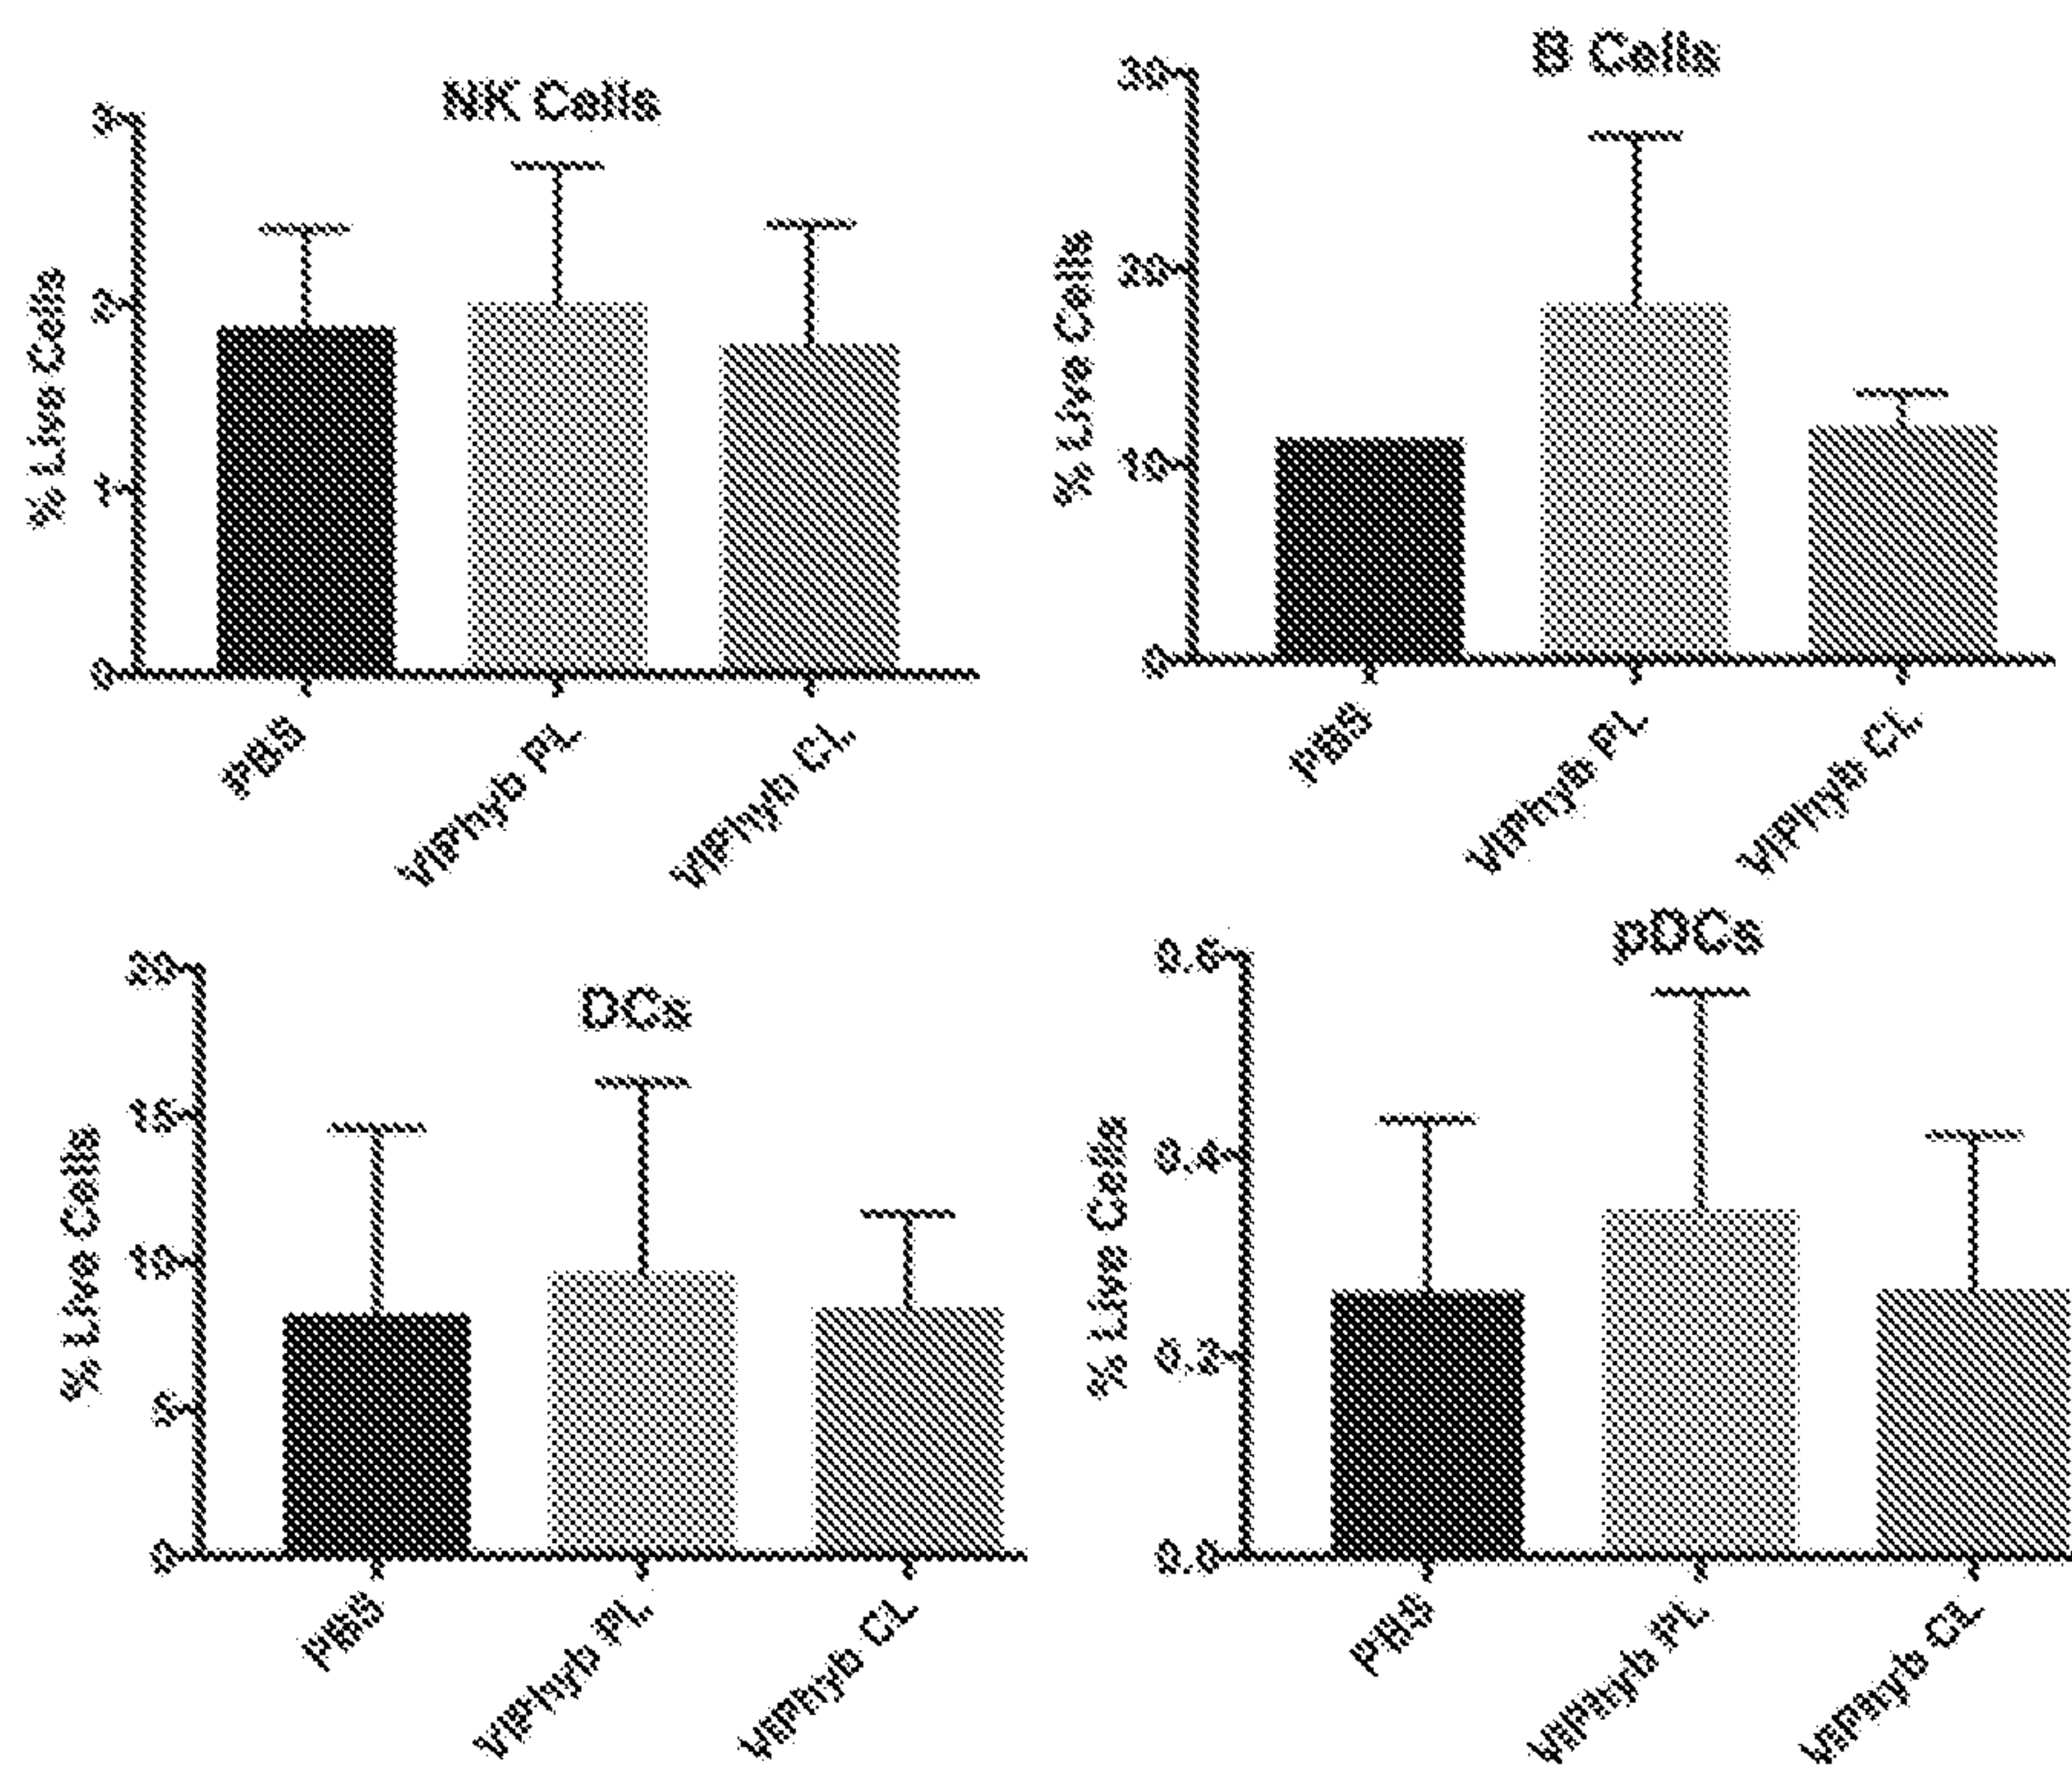 NK Cells
% Live Cells
3
2
1
0
PBS
VIPhyb PL
VIPhyb CL
B Cells
% Live Cells
30
20
10
0
PBS
VIPhyb PL
VIPhyb CL
DCs
% Live Cells
20
15
10
5
0
PBS
VIPhyb PL
VIPhyb CL
pDCs
% Live Cells
0.6
0.4
0.2
0.0
PBS
VIPhyb PL
VIPhyb CL